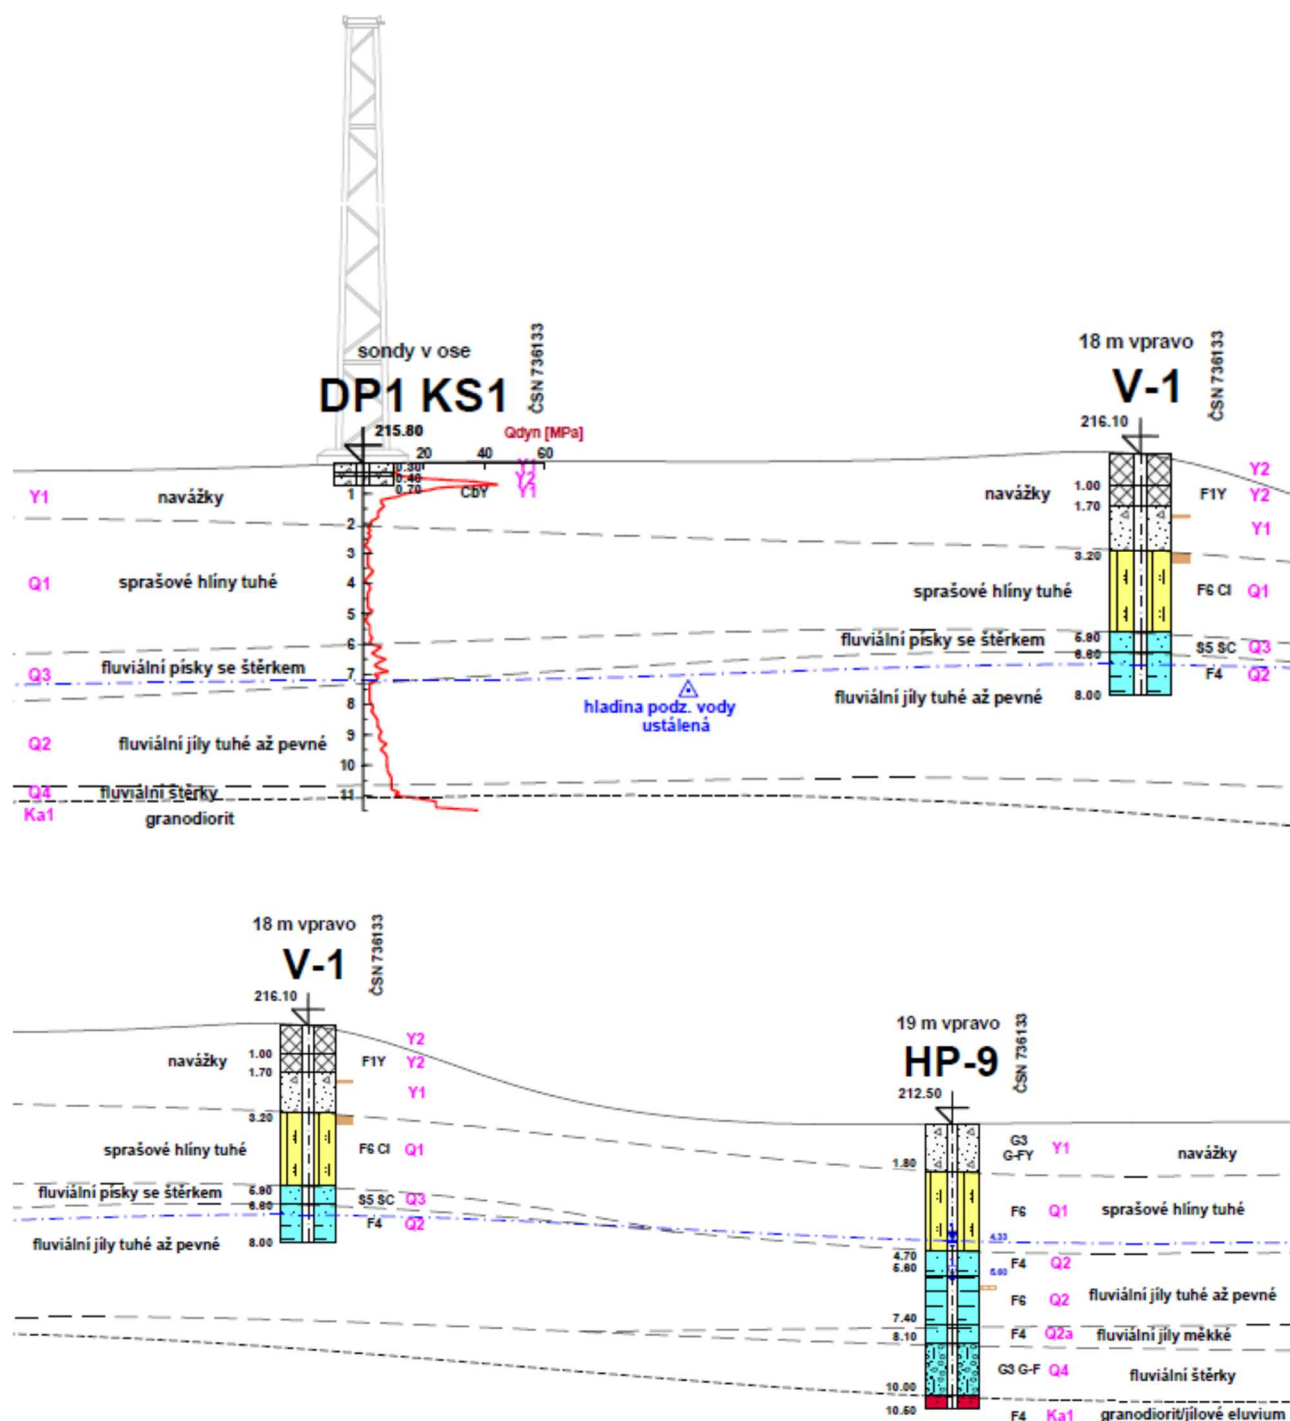 sondy v ose
DP1 KS1
ČSN 736133
215.80
Qdyn [MPa]
20 40 60
18 m vpravo
V-1
ČSN 736133
216.10
Y1 navážky
0.40
0.70
CbY
Y1
Y2
Y1
1
2
3
4
5
6
7
8
9
10
11
Q1 sprašové hlíny tuhé
Q3 fluviální písky se štěrkem
Q2 fluviální jíly tuhé až pevné
Q4 fluviální štěrky
Ka1 granodiorit
hladina podz. vody
ustálená
navážky
1.00
1.70
3.20
8.00
Y2
F1Y Y2
Y1
sprašové hlíny tuhé F6 CI Q1
fluviální písky se štěrkem S5 SC Q3
fluviální jíly tuhé až pevné F4 Q2
18 m vpravo
V-1
ČSN 736133
216.10
Y2
navážky 1.00 F1Y Y2
1.70
Y1
3.20
sprašové hlíny tuhé F6 CI Q1
fluviální písky se štěrkem S5 SC Q3
fluviální jíly tuhé až pevné F4 Q2
8.00
19 m vpravo
HP-9
ČSN 736133
212.50
G3
G-FY Y1 navážky
1.80
F6 Q1 sprašové hlíny tuhé
4.33
4.70
F4 Q2
5.60
F6 Q2 fluviální jíly tuhé až pevné
7.40
F4 Q2a fluviální jíly měkké
8.10
G3 G-F Q4 fluviální štěrky
10.00
10.50
F4 Ka1 granodiorit/jílové eluvium